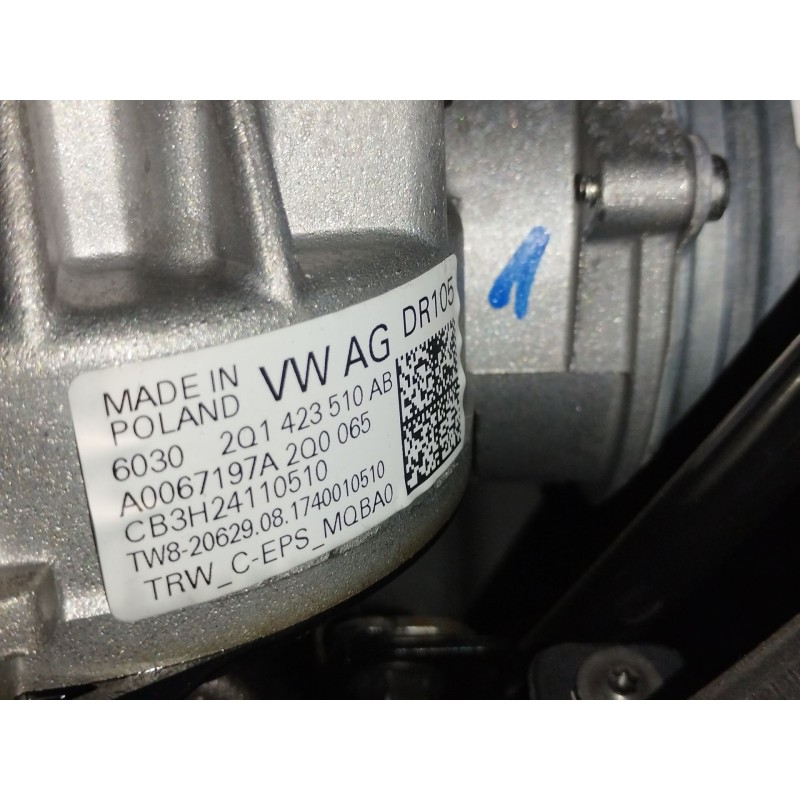 MADE IN POLAND VW AG DR105
6030 2Q1 423 510 AB
A0067197A 2Q0 065
CB3H24110510
TW8-20629.08.1740010510
TRW_C-EPS_MQBA0
1